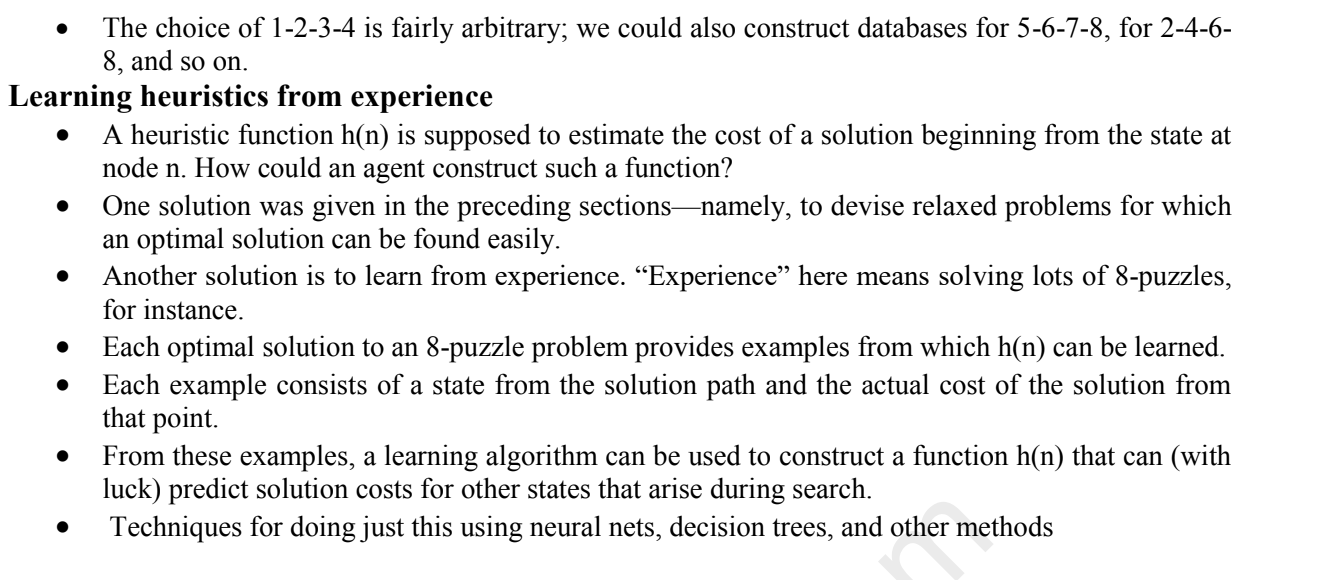 • The choice of 1-2-3-4 is fairly arbitrary; we could also construct databases for 5-6-7-8, for 2-4-6-
8, and so on.
Learning heuristics from experience
• A heuristic function h(n) is supposed to estimate the cost of a solution beginning from the state at
node n. How could an agent construct such a function?
• One solution was given in the preceding sections—namely, to devise relaxed problems for which
an optimal solution can be found easily.
• Another solution is to learn from experience. “Experience” here means solving lots of 8-puzzles,
for instance.
• Each optimal solution to an 8-puzzle problem provides examples from which h(n) can be learned.
• Each example consists of a state from the solution path and the actual cost of the solution from
that point.
• From these examples, a learning algorithm can be used to construct a function h(n) that can (with
luck) predict solution costs for other states that arise during search.
• Techniques for doing just this using neural nets, decision trees, and other methods
m